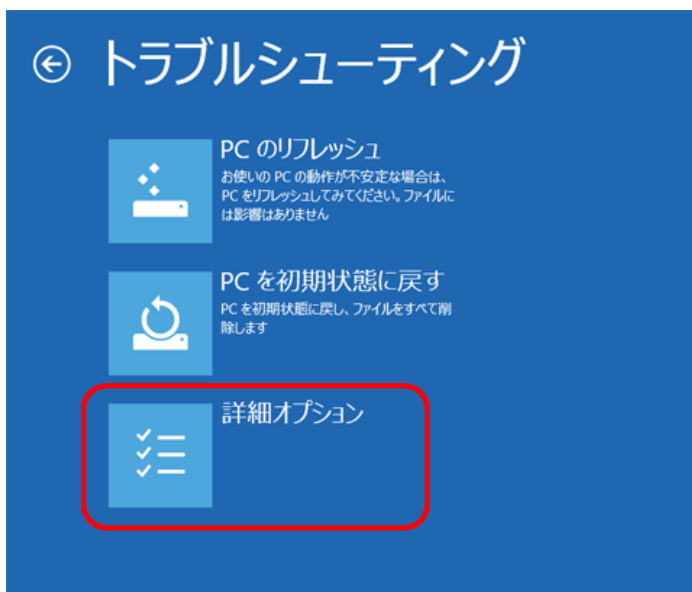 トラブルシューティング
PC のリフレッシュ
お使いの PC の動作が不安定な場合は、
PC をリフレッシュしてみてください。ファイルに
は影響はありません
PC を初期状態に戻す
PC を初期状態に戻し、ファイルをすべて削
除します
詳細オプション